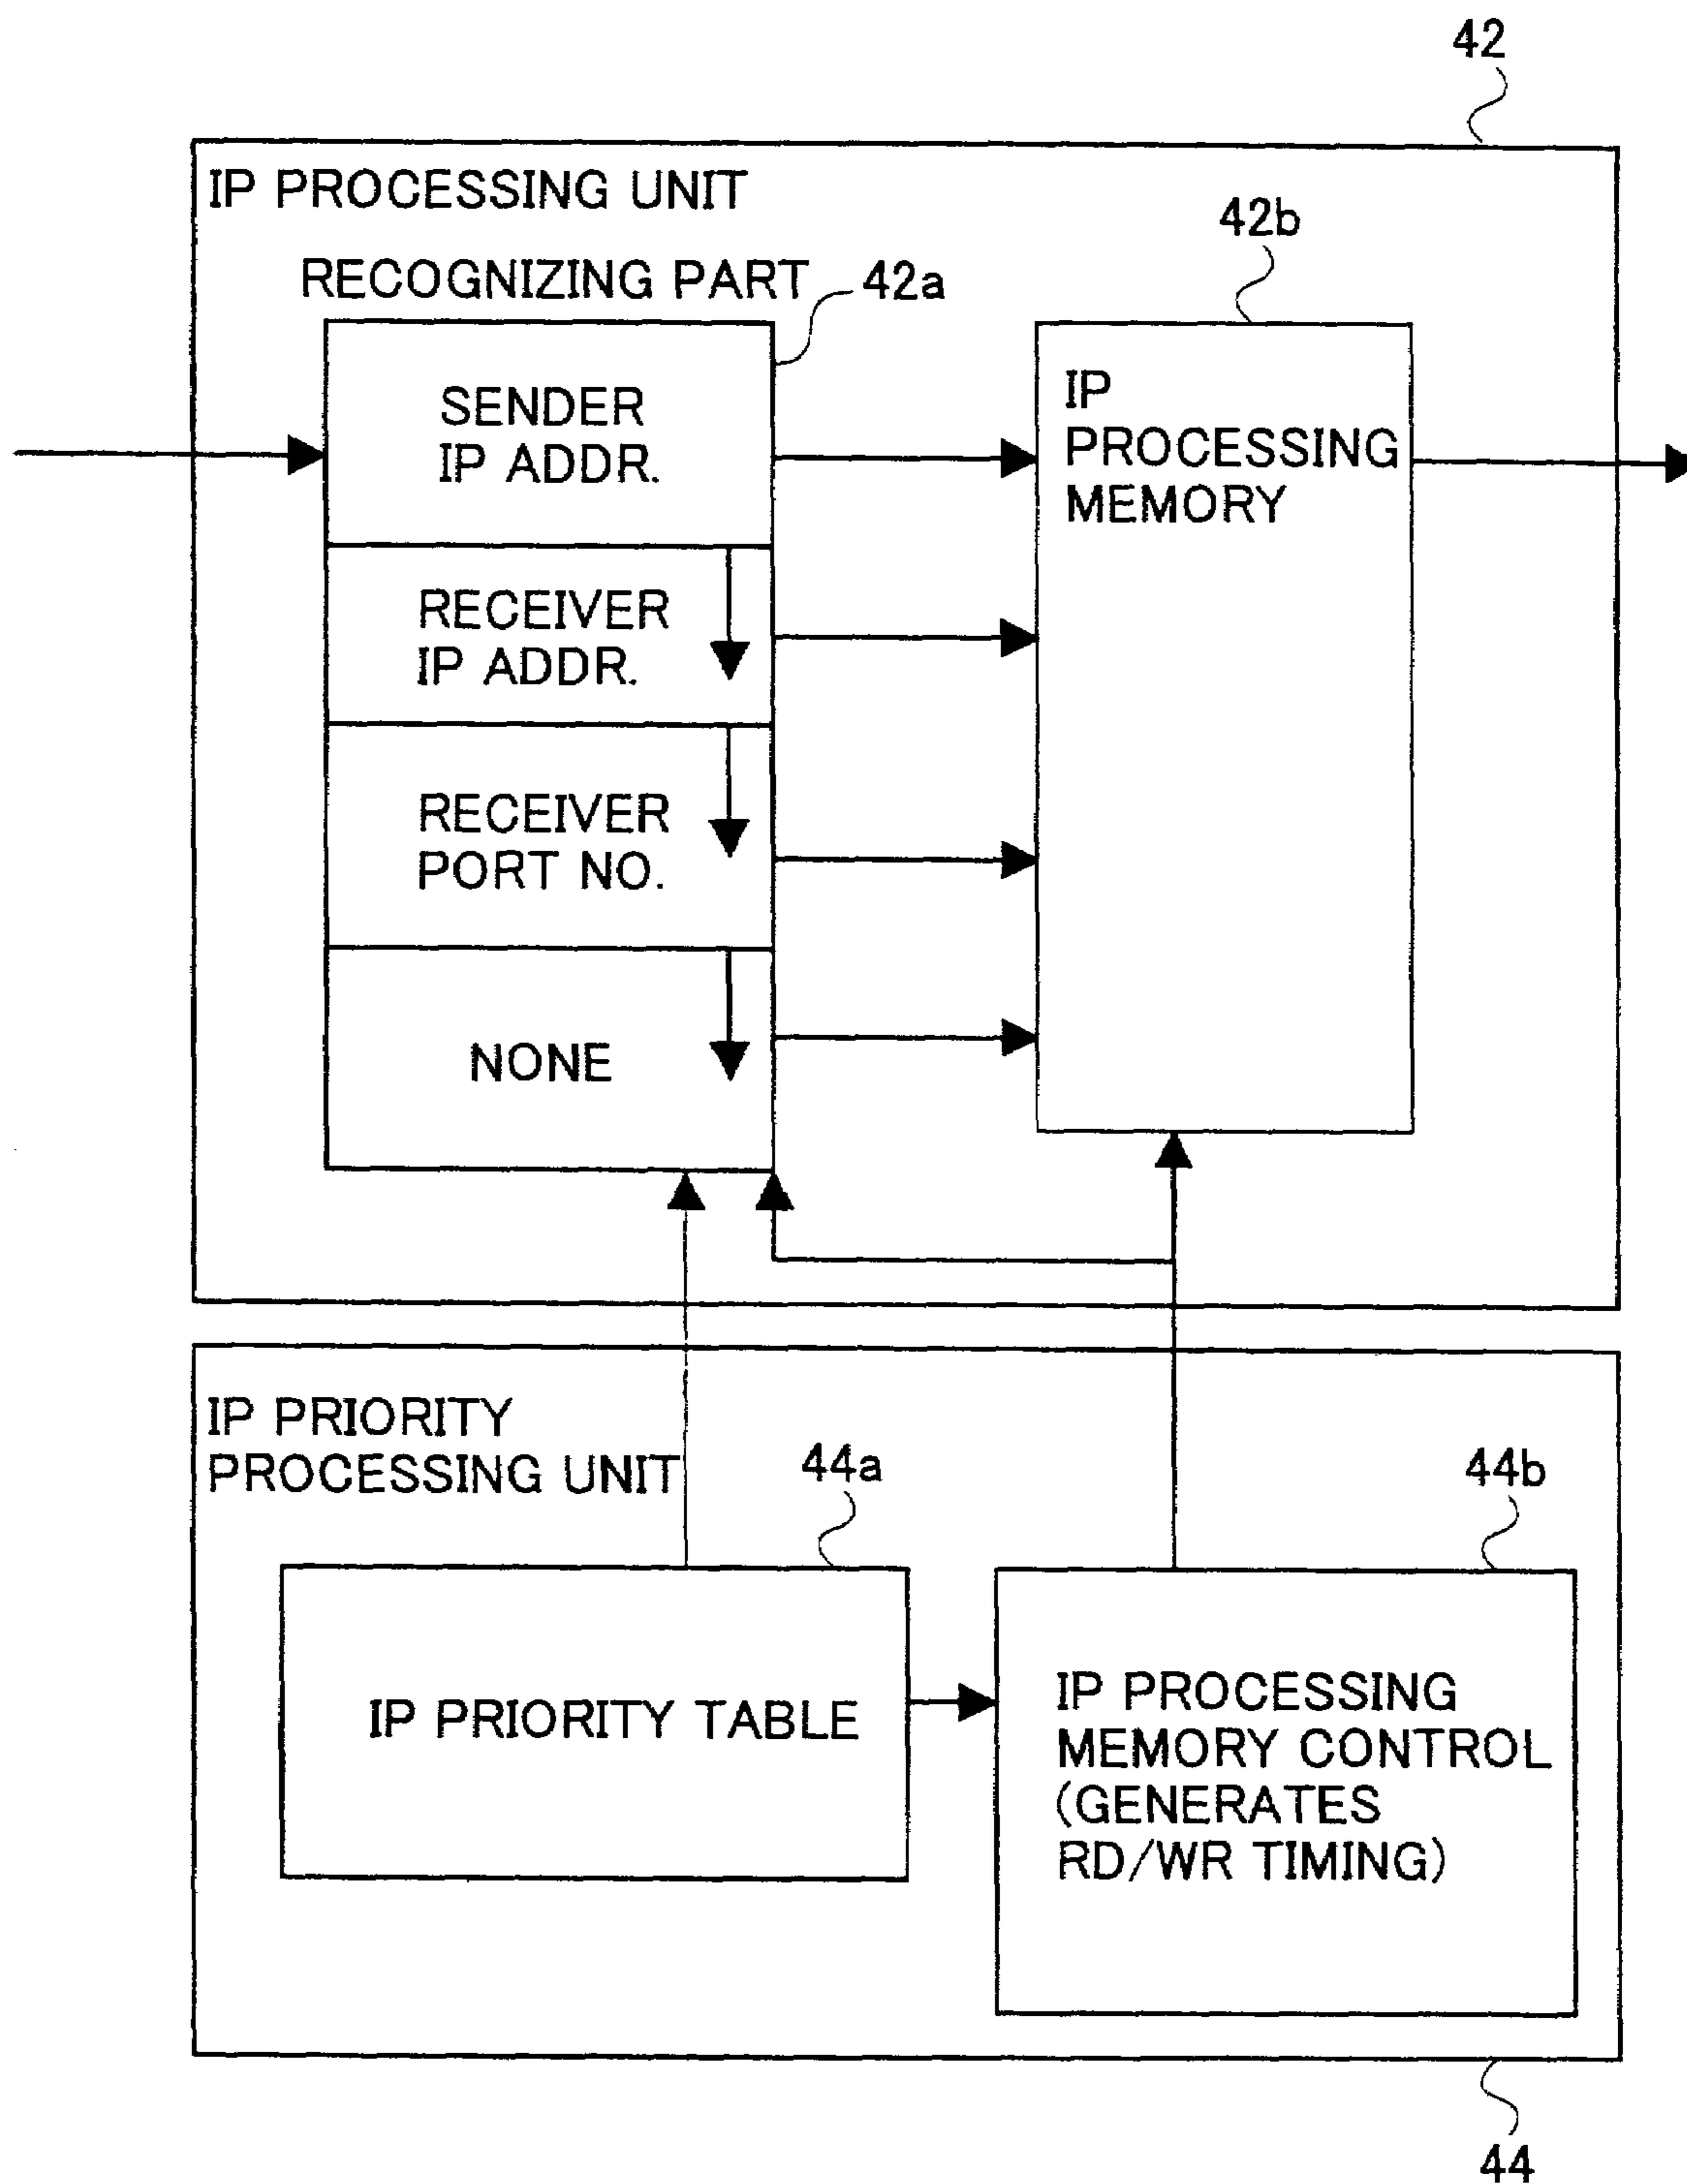 42
IP PROCESSING UNIT
42b
RECOGNIZING PART
42a
SENDER
IP ADDR.
IP
PROCESSING
MEMORY
RECEIVER
IP ADDR.
RECEIVER
PORT NO.
NONE
IP PRIORITY
PROCESSING UNIT
44a
44b
IP PRIORITY TABLE
IP PROCESSING
MEMORY CONTROL
(GENERATES
RD/WR TIMING)
44